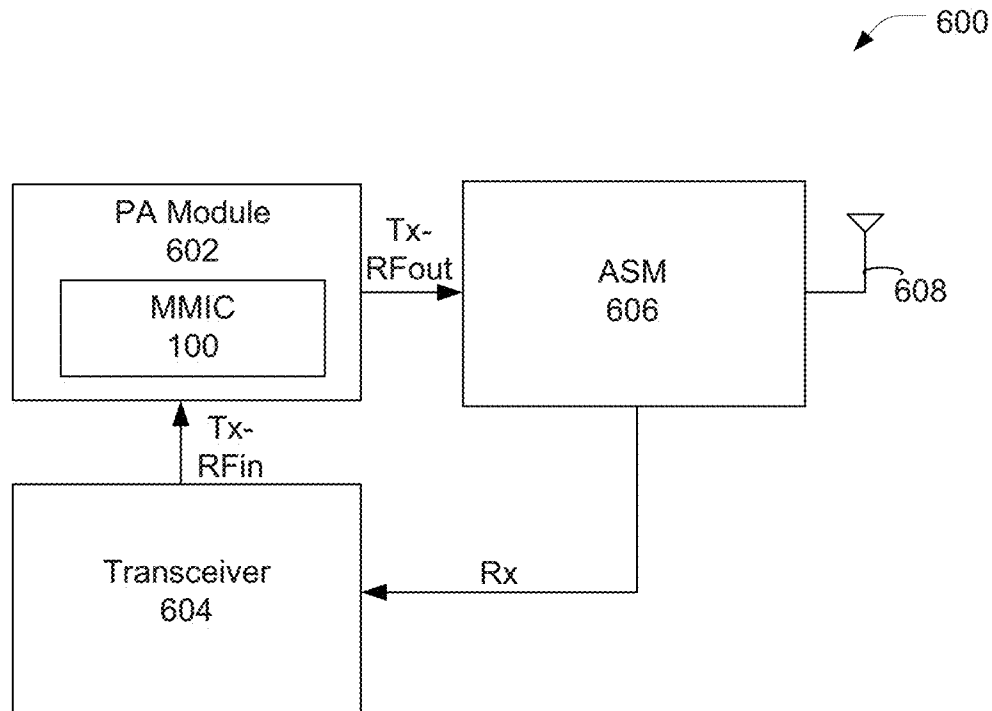 600
PA Module
602
MMIC
100
Tx-
RFout
ASM
606
608
Tx-
RFin
Transceiver
604
Rx